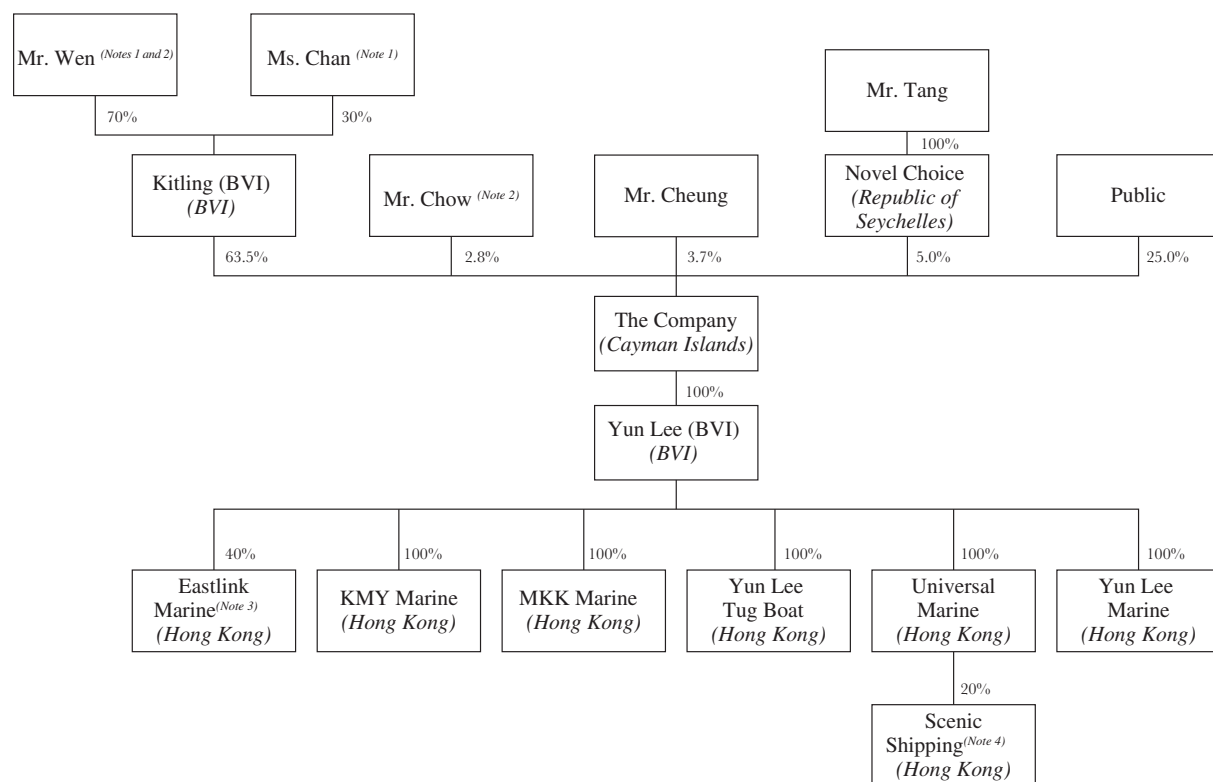 Mr. Wen (Notes 1 and 2)
Ms. Chan (Note 1)
Mr. Tang
70%
30%
100%
Kitling (BVI)
(BVI)
Mr. Chow (Note 2)
Mr. Cheung
Novel Choice
(Republic of
Seychelles)
Public
63.5%
2.8%
3.7%
5.0%
25.0%
The Company
(Cayman Islands)
100%
Yun Lee (BVI)
(BVI)
40%
100%
100%
100%
100%
100%
Eastlink
Marine(Note 3)
(Hong Kong)
KMY Marine
(Hong Kong)
MKK Marine
(Hong Kong)
Yun Lee
Tug Boat
(Hong Kong)
Universal
Marine
(Hong Kong)
Yun Lee
Marine
(Hong Kong)
20%
Scenic
Shipping(Note 4)
(Hong Kong)